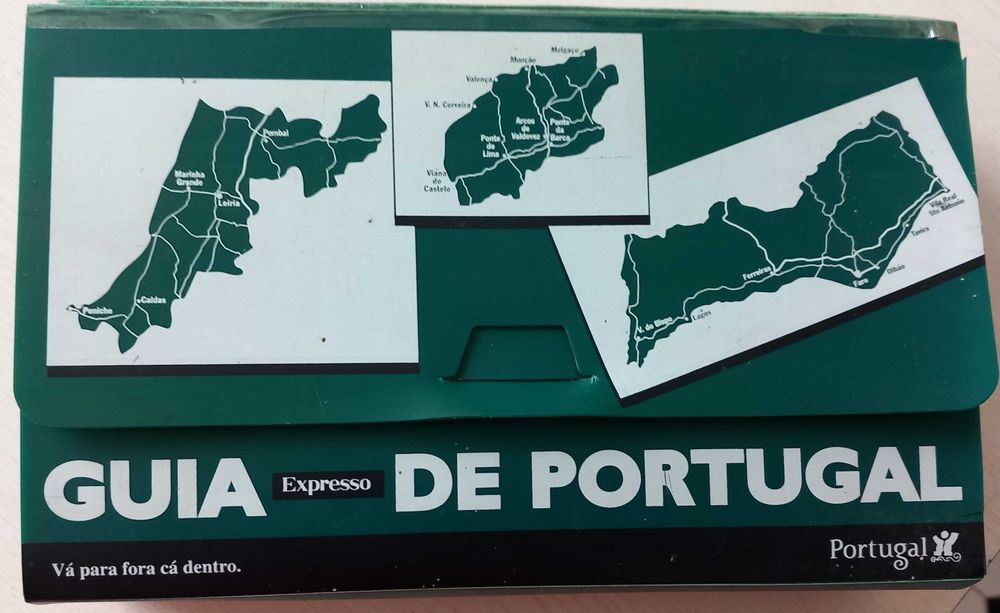 Pombal
Marinha
Grande
Leiria
Caldas
Peniche
Melgaço
Monção
Valença
V. N. Cerveira
Arcos
de
Valdevez
Ponte
da
Barca
Ponte
de
Lima
Viana
do
Castelo
Vila Real
Sto António
Tavira
Olhão
Faro
Ferreiras
Lagos
V. do Bispo
GUIA Expresso DE PORTUGAL
Vá para fora cá dentro.
Portugal